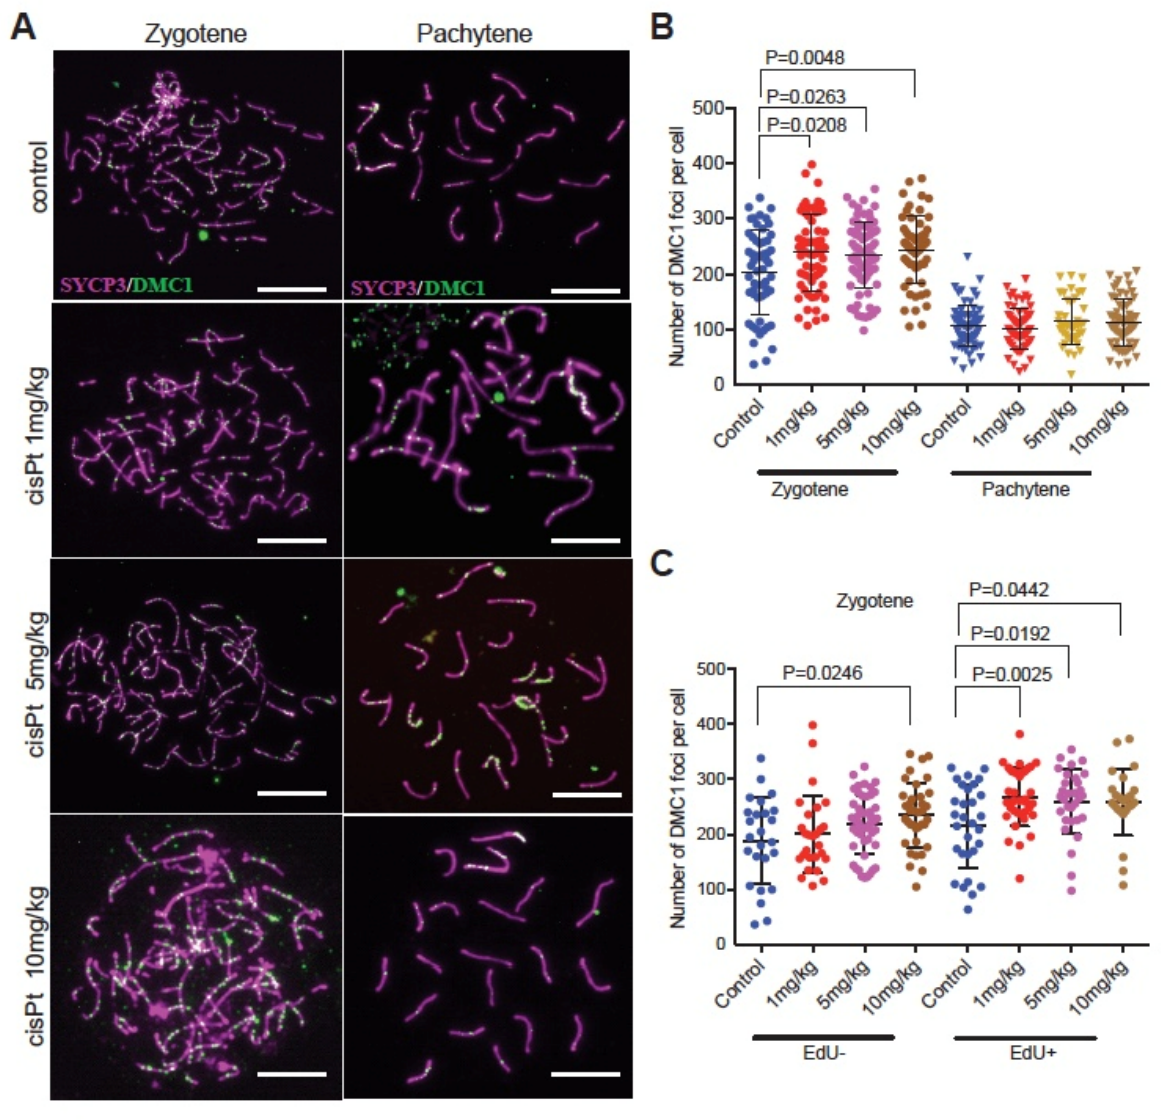 A
Zygotene
Pachytene
control
SYCP3/DMC1
SYCP3/DMC1
cisPt 1mg/kg
cisPt 5mg/kg
cisPt 10mg/kg
B
P=0.0048
P=0.0263
P=0.0208
Number of DMC1 foci per cell
500
400
300
200
100
0
Control
1mg/kg
5mg/kg
10mg/kg
Control
1mg/kg
5mg/kg
10mg/kg
Zygotene
Pachytene
C
Zygotene
P=0.0442
P=0.0192
P=0.0246
P=0.0025
Number of DMC1 foci per cell
500
400
300
200
100
0
Control
1mg/kg
5mg/kg
10mg/kg
Control
1mg/kg
5mg/kg
10mg/kg
EdU-
EdU+